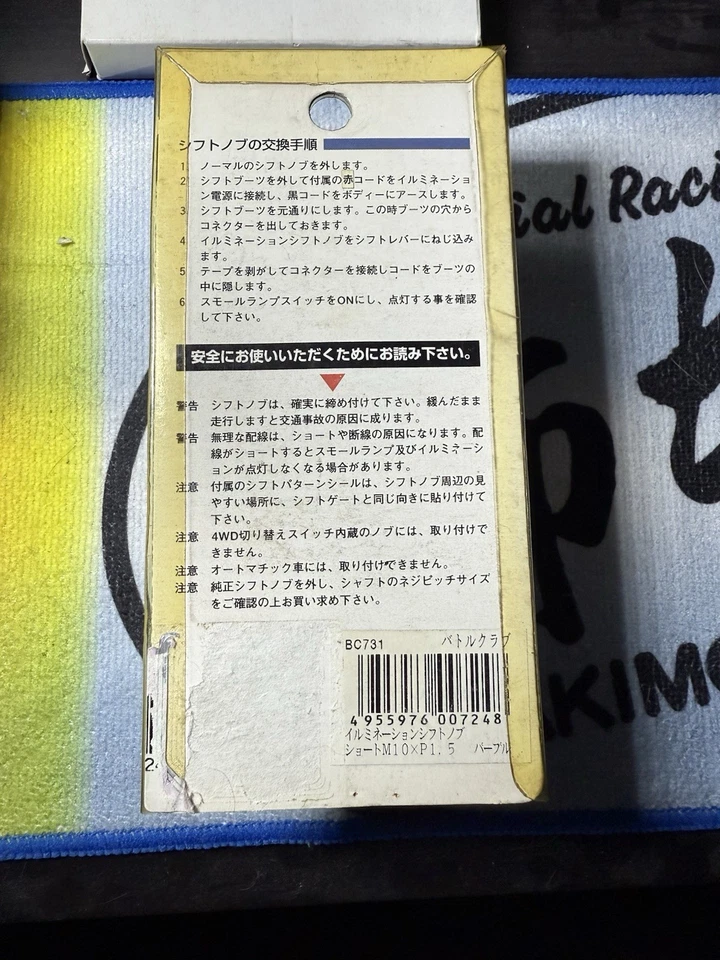 シフトノブの交換手順
1 ノーマルのシフトノブを外します。
2 シフトブーツを外して付属の赤コードをイルミネーショ
ン電源に接続し、黒コードをボディーにアースします。
3 シフトブーツを元通りにします。この時ブーツの穴から
コネクターを出しておきます。
4 イルミネーションシフトノブをシフトレバーにねじ込み
ます。
5 テープを剥がしてコネクターを接続しコードをブーツの
中に隠します。
6 スモールランプスイッチをONにし、点灯する事を確認
して下さい。
安全にお使いいただくためにお読み下さい。
警告 シフトノブは、確実に締め付けて下さい。緩んだまま
走行しますと交通事故の原因に成ります。
警告 無理な配線は、ショートや断線の原因になります。配
線がショートするとスモールランプ及びイルミネーシ
ョンが点灯しなくなる場合があります。
注意 付属のシフトパターンシールは、シフトノブ周辺の見
やすい場所に、シフトゲートと同じ向きに貼り付けて
下さい。
注意 4WD切り替えスイッチ内蔵のノブには、取り付けで
きません。
注意 オートマチック車には、取り付けできません。
注意 純正シフトノブを外し、シャフトのネジピッチサイズ
をご確認の上お買い求め下さい。
BC731 バトルクラブ
4 955976 007248
イルミネーションシフトノブ
ショートM10×P1.5 パープル
ial Raci
AKIMO